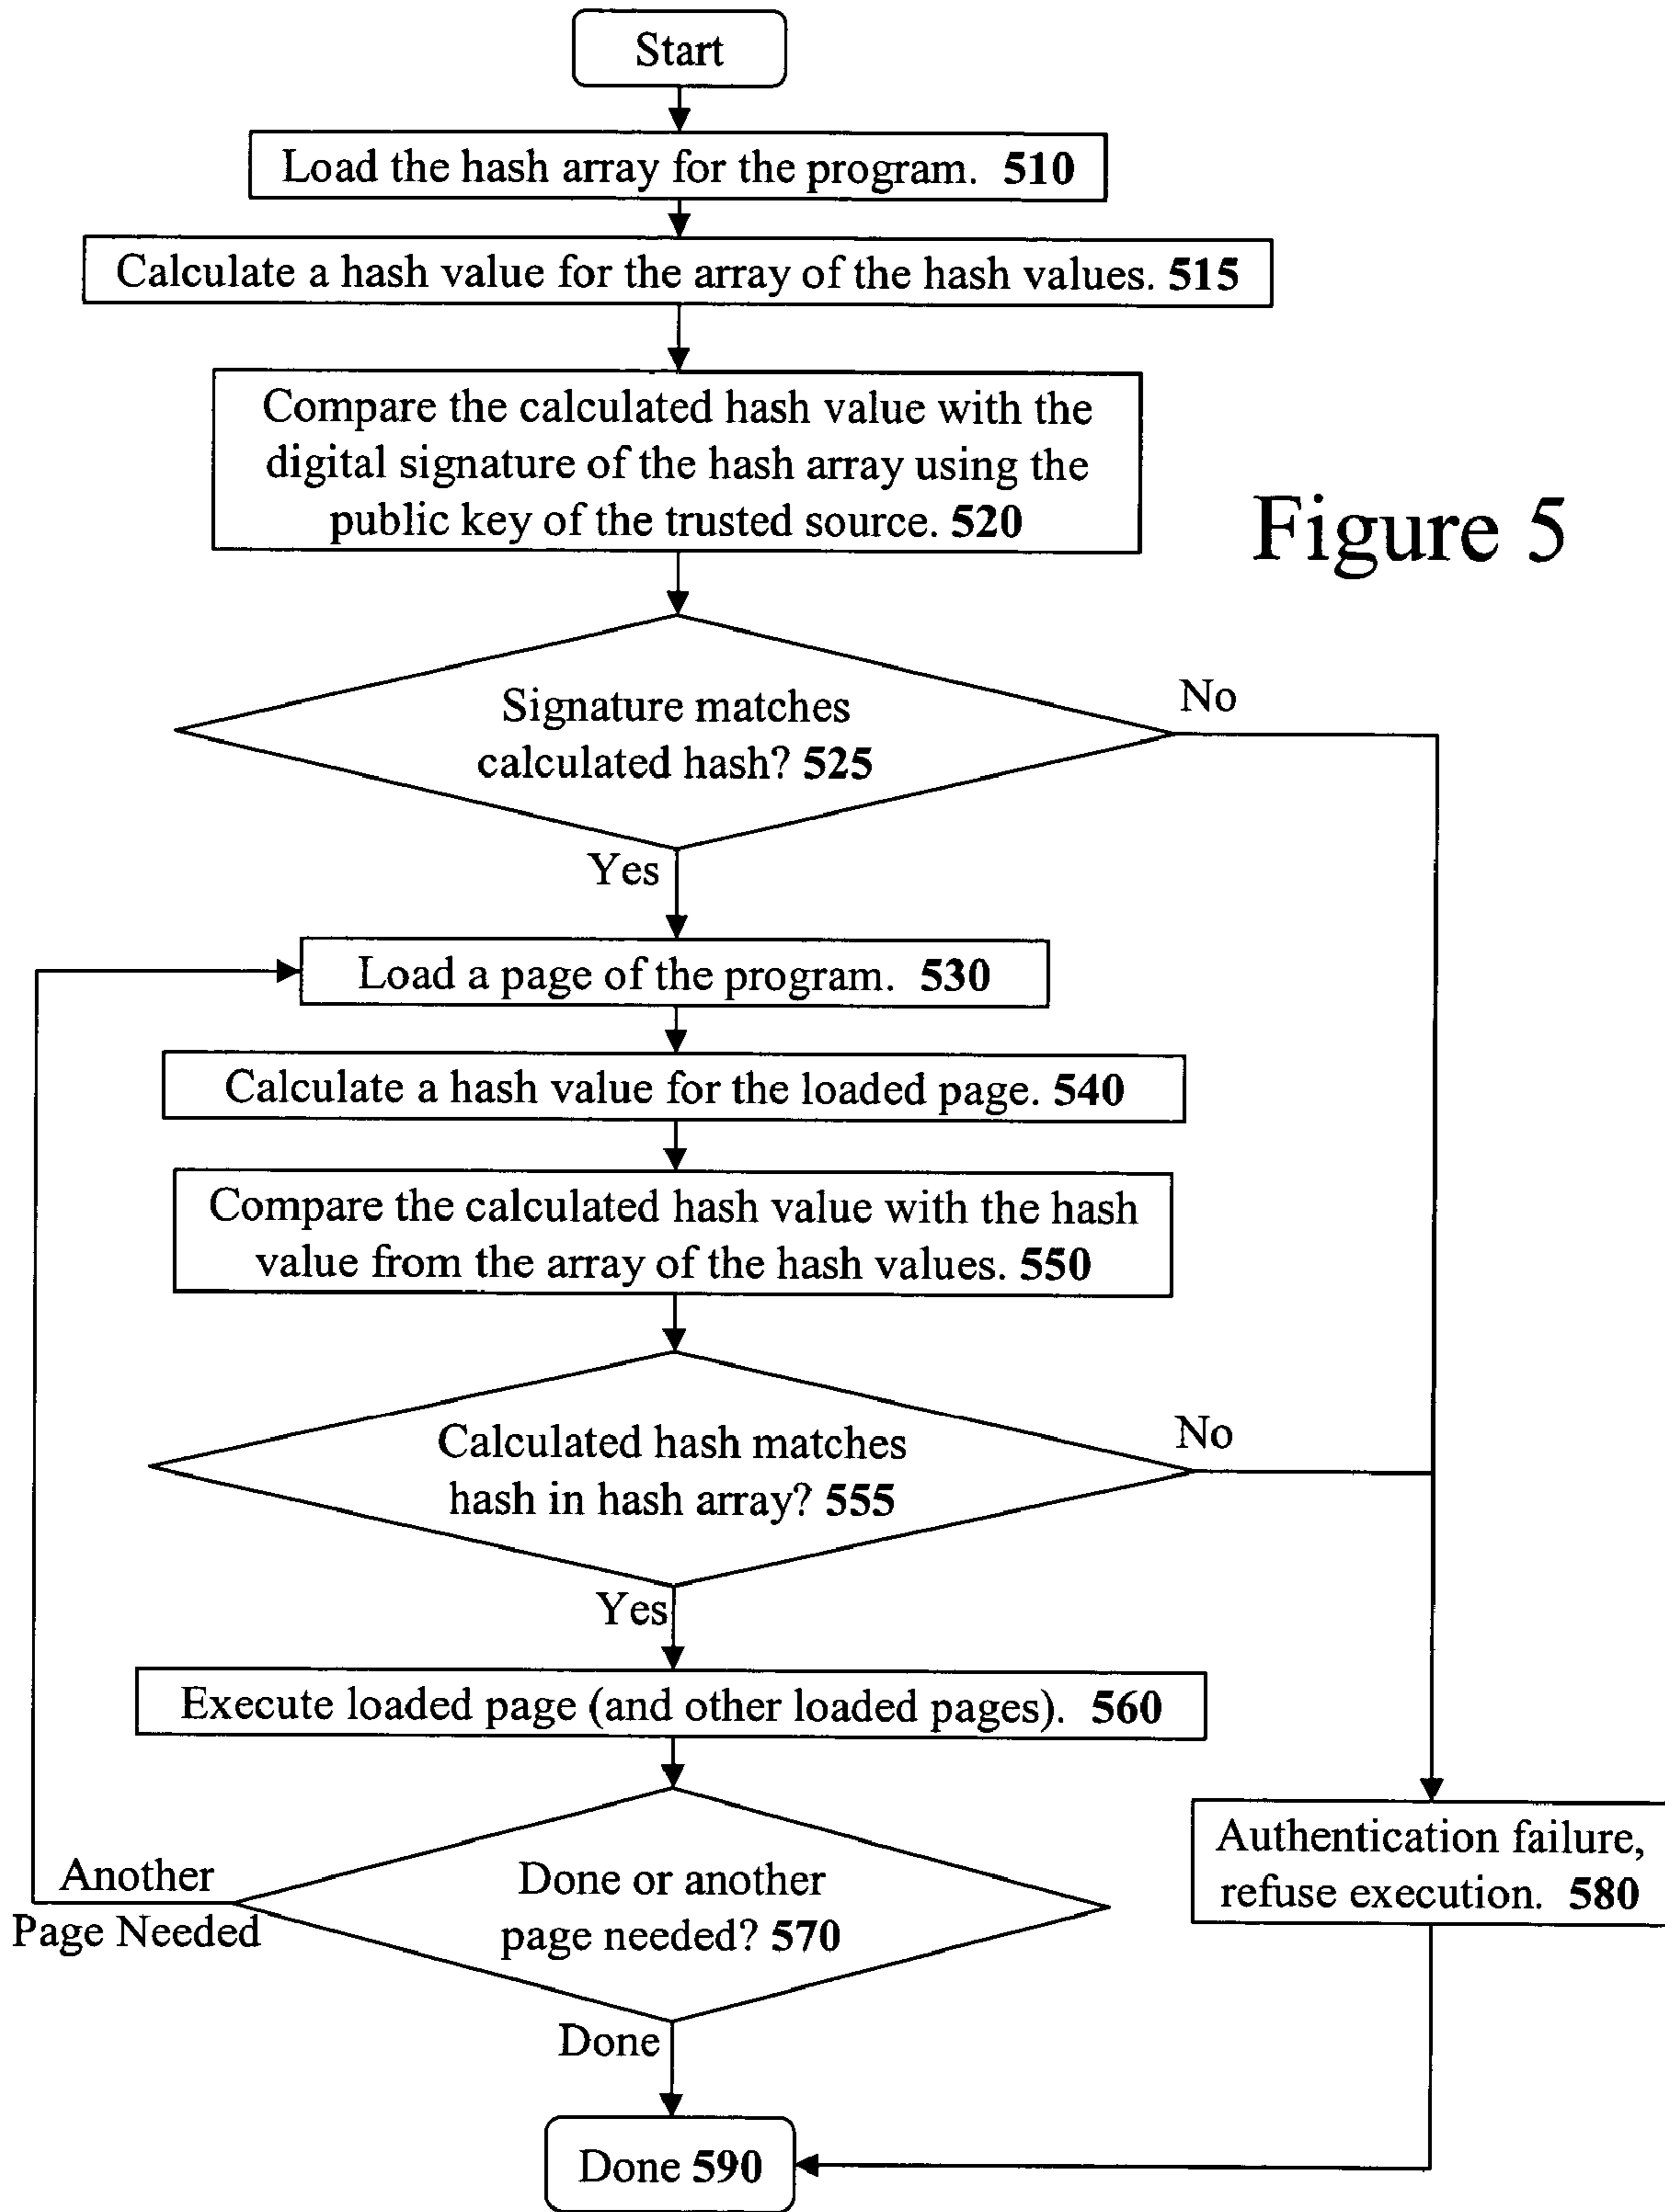 Start
Load the hash array for the program. 510
Calculate a hash value for the array of the hash values. 515
Compare the calculated hash value with the
digital signature of the hash array using the
public key of the trusted source. 520
Figure 5
Signature matches
calculated hash? 525
No
Yes
Load a page of the program. 530
Calculate a hash value for the loaded page. 540
Compare the calculated hash value with the hash
value from the array of the hash values. 550
Calculated hash matches
hash in hash array? 555
No
Yes
Execute loaded page (and other loaded pages). 560
Done or another
page needed? 570
Another
Page Needed
Authentication failure,
refuse execution. 580
Done
Done 590